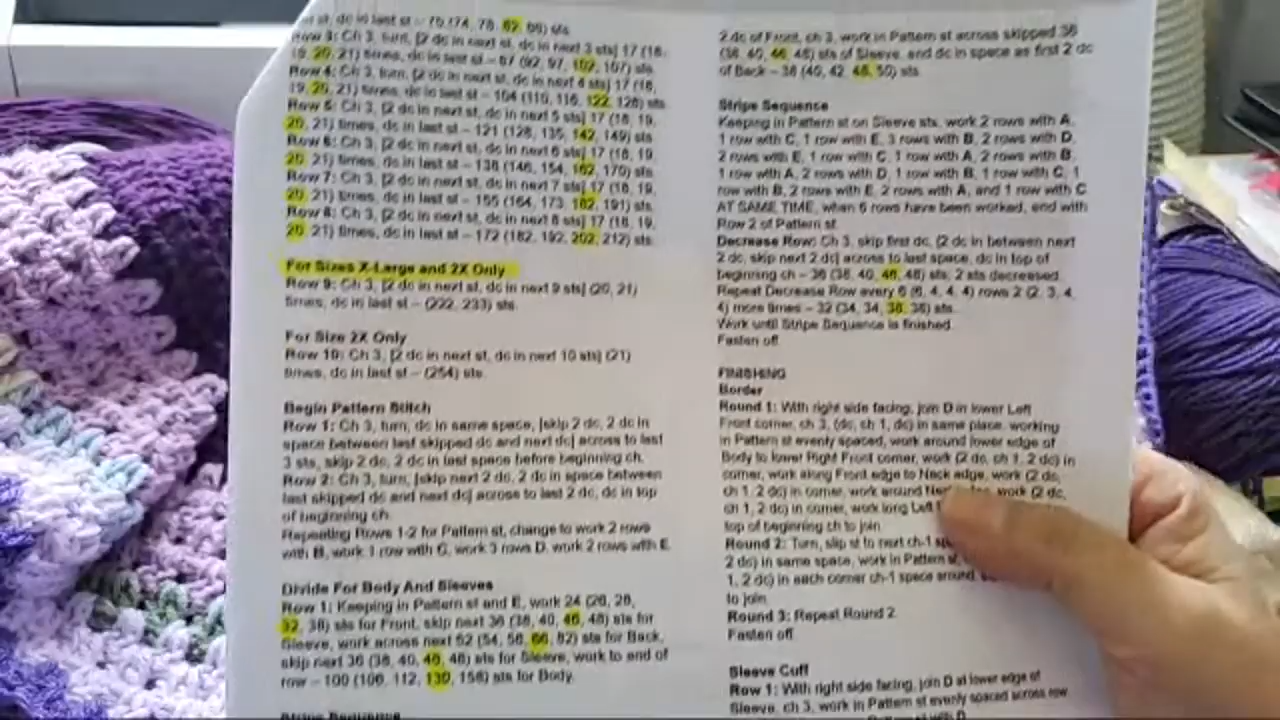 st, dc in last st – 75 (74, 78, 82, 86) sts.
Row 3: Ch 3, turn, [2 dc in next st, dc in next 3 sts] 17 (18,
19, 20, 21) times, dc in last st – 87 (92, 97, 102, 107) sts.
Row 4: Ch 3, turn, [2 dc in next st, dc in next 4 sts] 17 (18,
19, 20, 21) times, dc in last st – 104 (110, 116, 122, 128) sts.
Row 5: Ch 3, [2 dc in next st, dc in next 5 sts] 17 (18, 19,
20, 21) times, dc in last st – 121 (128, 135, 142, 149) sts.
Row 6: Ch 3, [2 dc in next st, dc in next 6 sts] 17 (18, 19,
20, 21) times, dc in last st – 138 (146, 154, 162, 170) sts.
Row 7: Ch 3, [2 dc in next st, dc in next 7 sts] 17 (18, 19,
20, 21) times, dc in last st – 155 (164, 173, 182, 191) sts.
Row 8: Ch 3, [2 dc in next st, dc in next 8 sts] 17 (18, 19,
20, 21) times, dc in last st – 172 (182, 192, 202, 212) sts.
For Sizes X-Large and 2X Only
Row 9: Ch 3, [2 dc in next st, dc in next 9 sts] (20, 21)
times, dc in last st – (222, 233) sts.
For Size 2X Only
Row 10: Ch 3, [2 dc in next st, dc in next 10 sts] (21)
times, dc in last st – (254) sts.
Begin Pattern Stitch
Row 1: Ch 3, turn, dc in same space, [skip 2 dc, 2 dc in
space between last skipped dc and next dc] across to last
3 sts, skip 2 dc, 2 dc in last space before beginning ch.
Row 2: Ch 3, turn, [skip next 2 dc, 2 dc in space between
last skipped dc and next dc] across to last 2 dc, dc in top
of beginning ch.
Repeating Rows 1-2 for Pattern st, change to work 2 rows
with B, work 1 row with C, work 3 rows D, work 2 rows with E.
Divide For Body And Sleeves
Row 1: Keeping in Pattern st and E, work 24 (26, 28,
32, 38) sts for Front, skip next 36 (38, 40, 46, 48) sts for
Sleeve, work across next 52 (54, 56, 66, 82) sts for Back,
skip next 36 (38, 40, 46, 48) sts for Sleeve, work to end of
row – 100 (106, 112, 130, 158) sts for Body.
Stripe Sequence
2 dc of Front, ch 3, work in Pattern st across skipped 36
(38, 40, 46, 48) sts of Sleeve, and dc in space as first 2 dc
of Back – 38 (40, 42, 48, 50) sts.
Stripe Sequence
Keeping in Pattern st on Sleeve sts, work 2 rows with A,
1 row with C, 1 row with E, 3 rows with B, 2 rows with D,
2 rows with E, 1 row with C, 1 row with A, 2 rows with B,
1 row with A, 2 rows with D, 1 row with B, 1 row with C, 1
row with B, 2 rows with E, 2 rows with A, and 1 row with C
AT SAME TIME, when 6 rows have been worked, end with
Row 2 of Pattern st.
Decrease Row: Ch 3, skip first dc, [2 dc in between next
2 dc, skip next 2 dc] across to last space, dc in top of
beginning ch – 36 (38, 40, 46, 48) sts; 2 sts decreased.
Repeat Decrease Row every 6 (6, 4, 4, 4) rows 2 (2, 3, 4,
4) more times – 32 (34, 34, 38, 38) sts.
Work until Stripe Sequence is finished.
Fasten off.
FINISHING
Border
Round 1: With right side facing, join D in lower Left
Front corner, ch 3, (dc, ch 1, dc) in same place, working
in Pattern st evenly spaced, work around lower edge of
Body to lower Right Front corner, work (2 dc, ch 1, 2 dc) in
corner, work along Front edge to Neck edge, work (2 dc,
ch 1, 2 dc) in corner, work around work (2 dc,
ch 1, 2 dc) in corner, work long Left
top of beginning ch to join.
Round 2: Turn, slip st to next ch-1
2 dc) in same space, work in Pattern st,
1, 2 dc) in each corner ch-1 space around,
to join.
Round 3: Repeat Round 2.
Fasten off.
Sleeve Cuff
Row 1: With right side facing, join D at lower edge of
Sleeve, ch 3, work in Pattern st evenly spaced across row